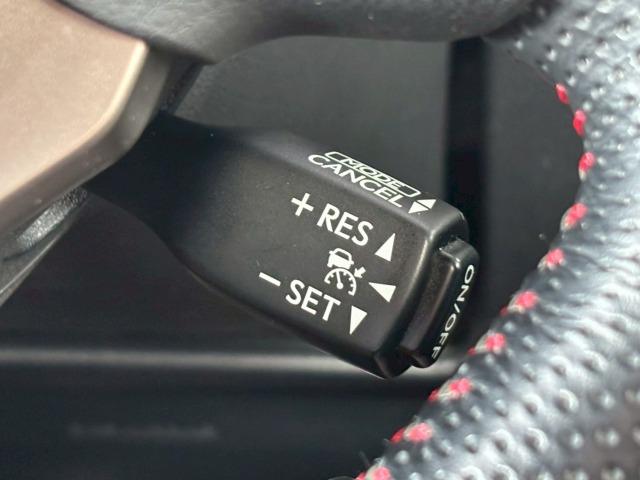 MODE
CANCEL
+ RES
− SET
ON/OFF